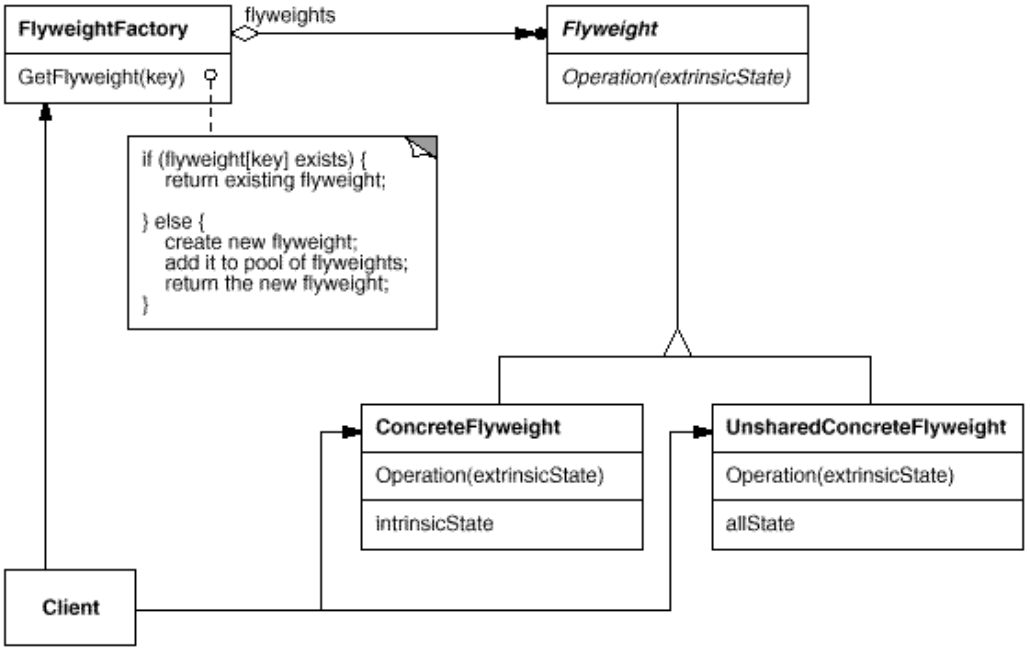 flyweights
FlyweightFactory
GetFlyweight(key)
Flyweight
Operation(extrinsicState)
if (flyweight[key] exists) {
return existing flyweight;
} else {
create new flyweight;
add it to pool of flyweights;
return the new flyweight;
}
ConcreteFlyweight
Operation(extrinsicState)
intrinsicState
UnsharedConcreteFlyweight
Operation(extrinsicState)
allState
Client